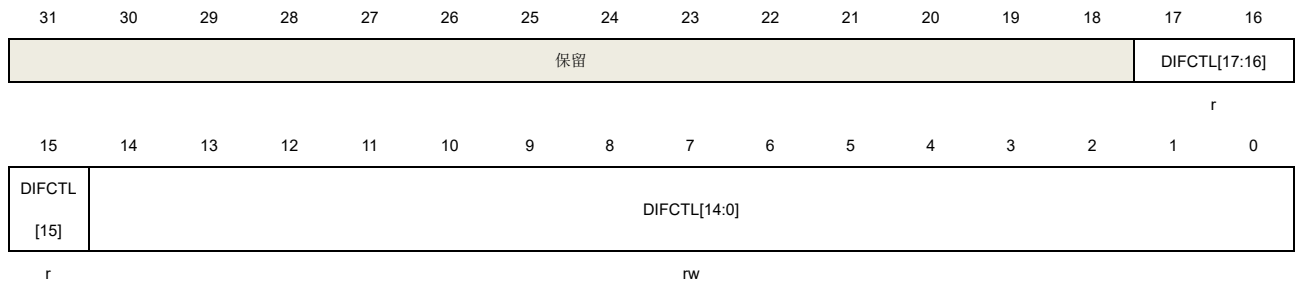 31 30 29 28 27 26 25 24 23 22 21 20 19 18 17 16
保留 DIFCTL[17:16]
r
15 14 13 12 11 10 9 8 7 6 5 4 3 2 1 0
DIFCTL
[15]
DIFCTL[14:0]
r rw